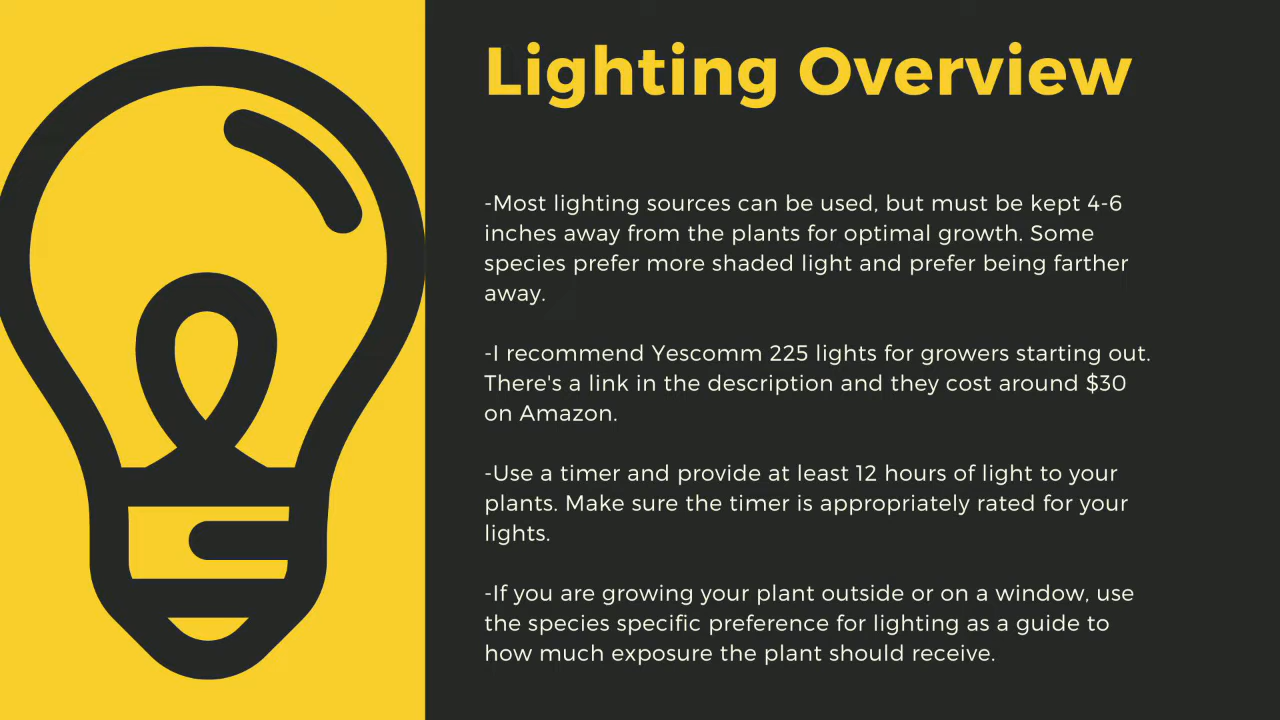 Lighting Overview
-Most lighting sources can be used, but must be kept 4-6
inches away from the plants for optimal growth. Some
species prefer more shaded light and prefer being farther
away.
-I recommend Yescomm 225 lights for growers starting out.
There's a link in the description and they cost around $30
on Amazon.
-Use a timer and provide at least 12 hours of light to your
plants. Make sure the timer is appropriately rated for your
lights.
-If you are growing your plant outside or on a window, use
the species specific preference for lighting as a guide to
how much exposure the plant should receive.